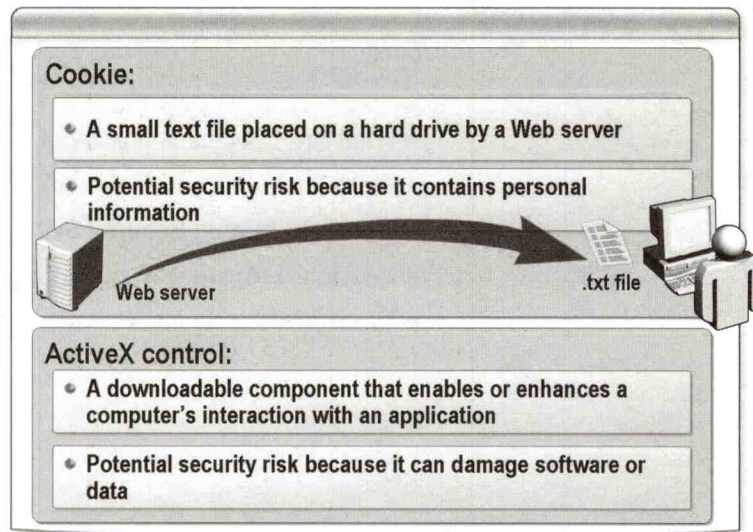 Cookie:
• A small text file placed on a hard drive by a Web server
• Potential security risk because it contains personal
information
Web server
.txt file
ActiveX control:
• A downloadable component that enables or enhances a
computer's interaction with an application
• Potential security risk because it can damage software or
data